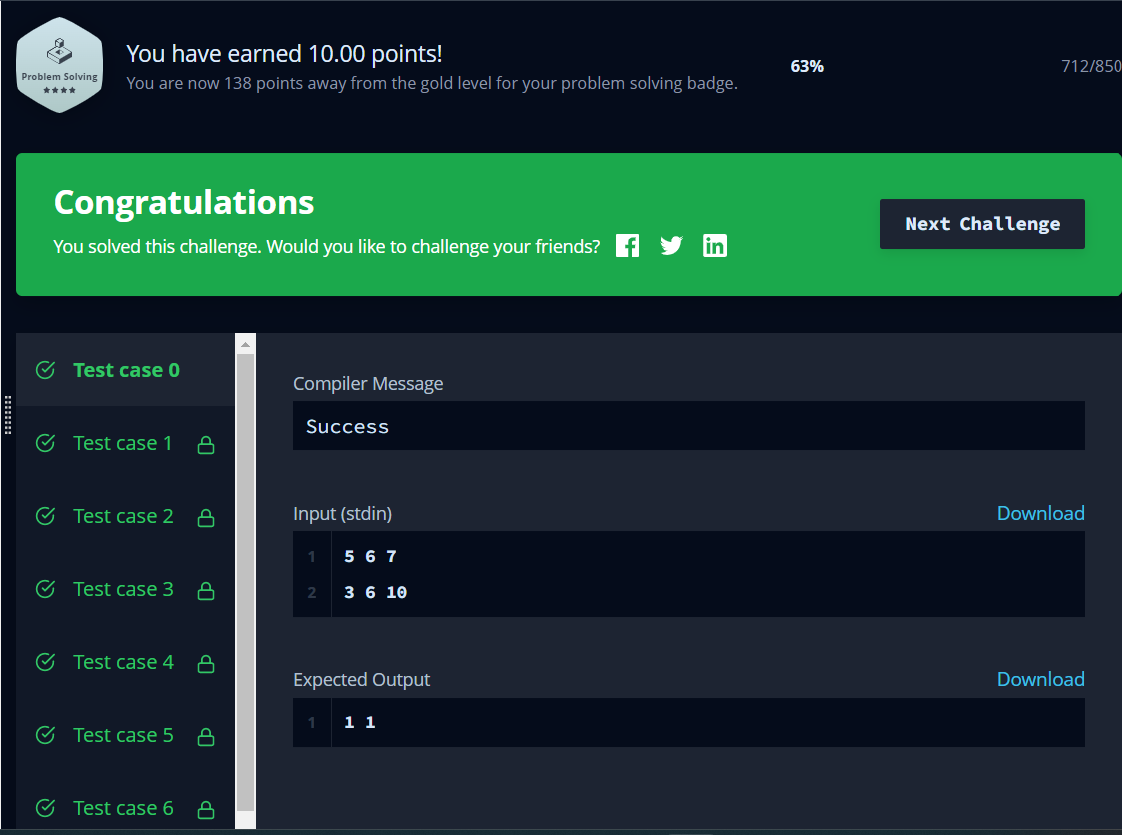 Problem Solving
You have earned 10.00 points!
You are now 138 points away from the gold level for your problem solving badge.
63%
712/850
Congratulations
You solved this challenge. Would you like to challenge your friends?
Next Challenge
Test case 0
Test case 1
Test case 2
Test case 3
Test case 4
Test case 5
Test case 6
Compiler Message
Success
Input (stdin)
Download
1 5 6 7
2 3 6 10
Expected Output
Download
1 1 1